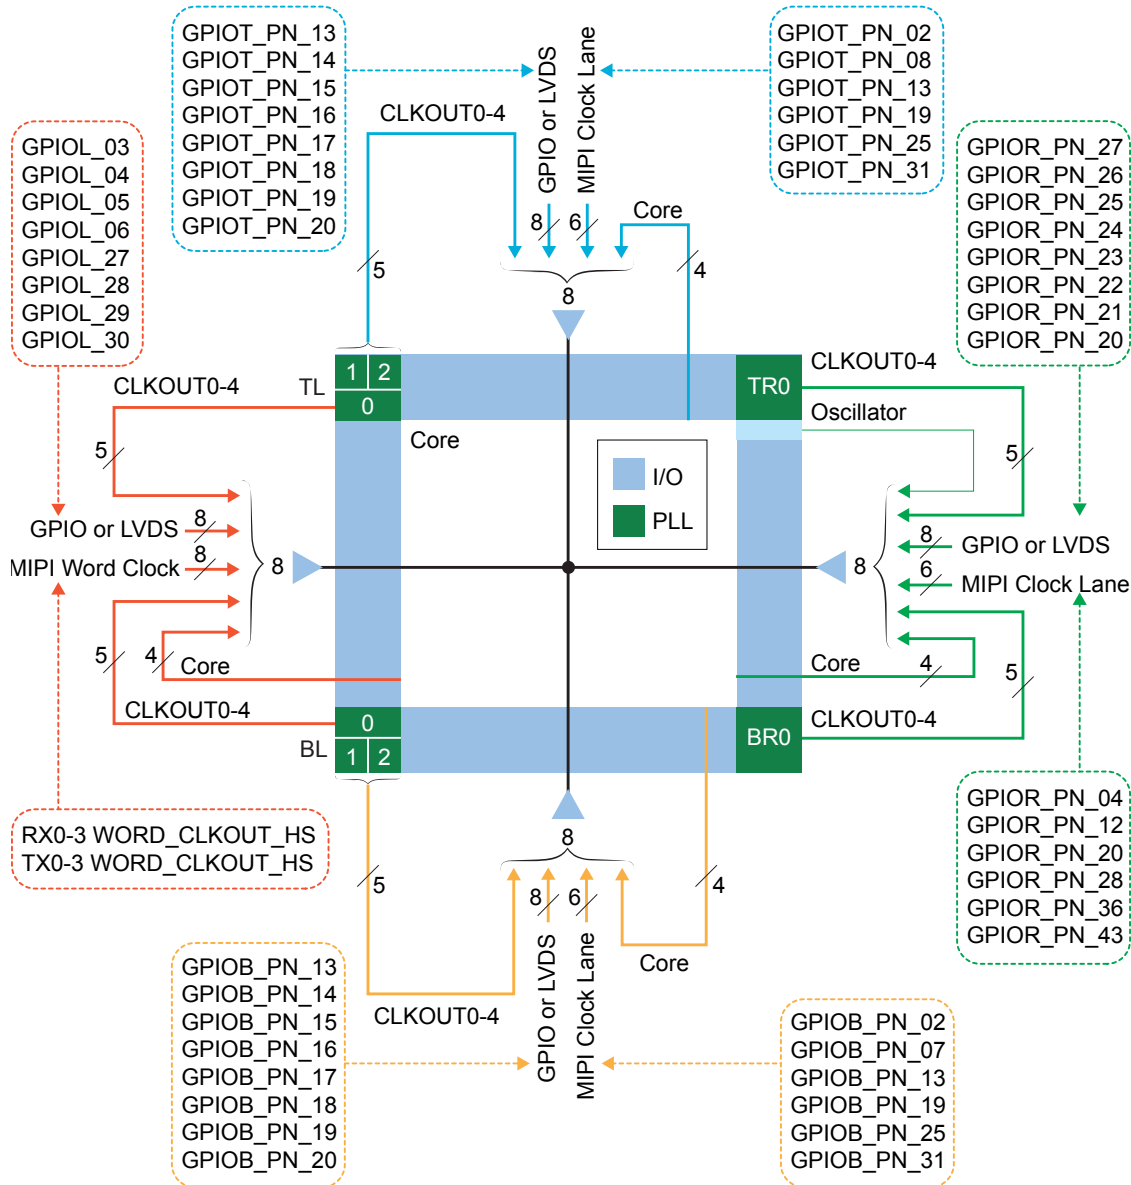 GPIOT_PN_13
GPIOT_PN_14
GPIOT_PN_15
GPIOT_PN_16
GPIOT_PN_17
GPIOT_PN_18
GPIOT_PN_19
GPIOT_PN_20
GPIOT_PN_02
GPIOT_PN_08
GPIOT_PN_13
GPIOT_PN_19
GPIOT_PN_25
GPIOT_PN_31
CLKOUT0-4
GPIO or LVDS
MIPI Clock Lane
Core
5
8
6
4
8
GPIOL_03
GPIOL_04
GPIOL_05
GPIOL_06
GPIOL_27
GPIOL_28
GPIOL_29
GPIOL_30
GPIOR_PN_27
GPIOR_PN_26
GPIOR_PN_25
GPIOR_PN_24
GPIOR_PN_23
GPIOR_PN_22
GPIOR_PN_21
GPIOR_PN_20
CLKOUT0-4
TL
1 2
0
Core
TR0
CLKOUT0-4
Oscillator
5
5
I/O
PLL
GPIO or LVDS
8
MIPI Word Clock
8
8
8
8
GPIO or LVDS
6
MIPI Clock Lane
5
4
Core
Core
4
5
CLKOUT0-4
CLKOUT0-4
BL
0
1 2
BR0
RX0-3 WORD_CLKOUT_HS
TX0-3 WORD_CLKOUT_HS
GPIOR_PN_04
GPIOR_PN_12
GPIOR_PN_20
GPIOR_PN_28
GPIOR_PN_36
GPIOR_PN_43
8
5
8
6
4
CLKOUT0-4
GPIO or LVDS
MIPI Clock Lane
Core
GPIOB_PN_13
GPIOB_PN_14
GPIOB_PN_15
GPIOB_PN_16
GPIOB_PN_17
GPIOB_PN_18
GPIOB_PN_19
GPIOB_PN_20
GPIOB_PN_02
GPIOB_PN_07
GPIOB_PN_13
GPIOB_PN_19
GPIOB_PN_25
GPIOB_PN_31